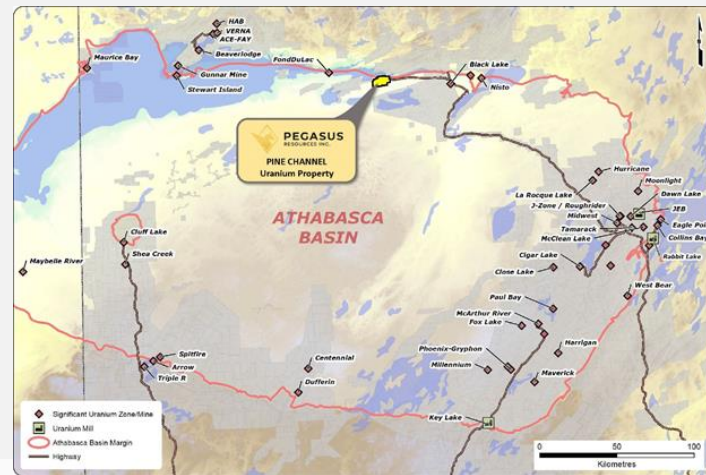 HAB
VERNA
ACE-FAY
Beaverlodge
Maurice Bay
Gunnar Mine
Stewart Island
FondDuLac
Black Lake
Nisto
PEGASUS
RESOURCES INC.
PINE CHANNEL
Uranium Property
Hurricane
Moonlight
La Rocque Lake
Dawn Lake
J-Zone / Roughrider
JEB
Midwest
Eagle Poi
Tamarack
Collins Bay
McClean Lake
Rabbit Lake
ATHABASCA
BASIN
Cluff Lake
Shea Creek
Maybelle River
Cigar Lake
Close Lake
West Bear
Paul Bay
McArthur River
Fox Lake
Harrigan
Spitfire
Arrow
Triple R
Centennial
Dufferin
Phoenix-Gryphon
Millennium
Maverick
Key Lake
Significant Uranium Zone/Mine
Uranium Mill
Athabasca Basin Margin
Highway
0 50 100
Kilometres